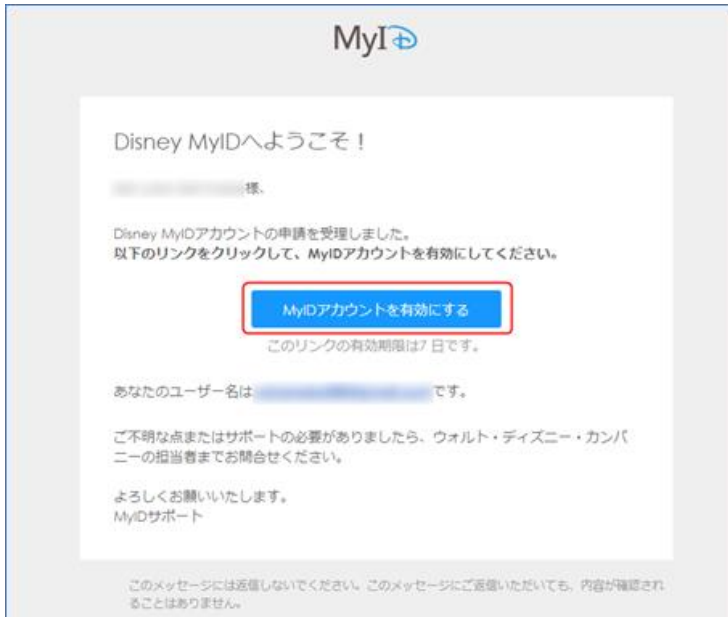 MyID
Disney MyIDへようこそ！
様、
Disney MyIDアカウントの申請を受理しました。
以下のリンクをクリックして、MyIDアカウントを有効にしてください。
MyIDアカウントを有効にする
このリンクの有効期限は7 日です。
あなたのユーザー名は です。
ご不明な点またはサポートの必要がありましたら、ウォルト・ディズニー・カンパ
ニーの担当者までお問合せください。
よろしくお願いいたします。
MyIDサポート
このメッセージには返信しないでください。このメッセージにご返信いただいても、内容が確認され
ることはありません。